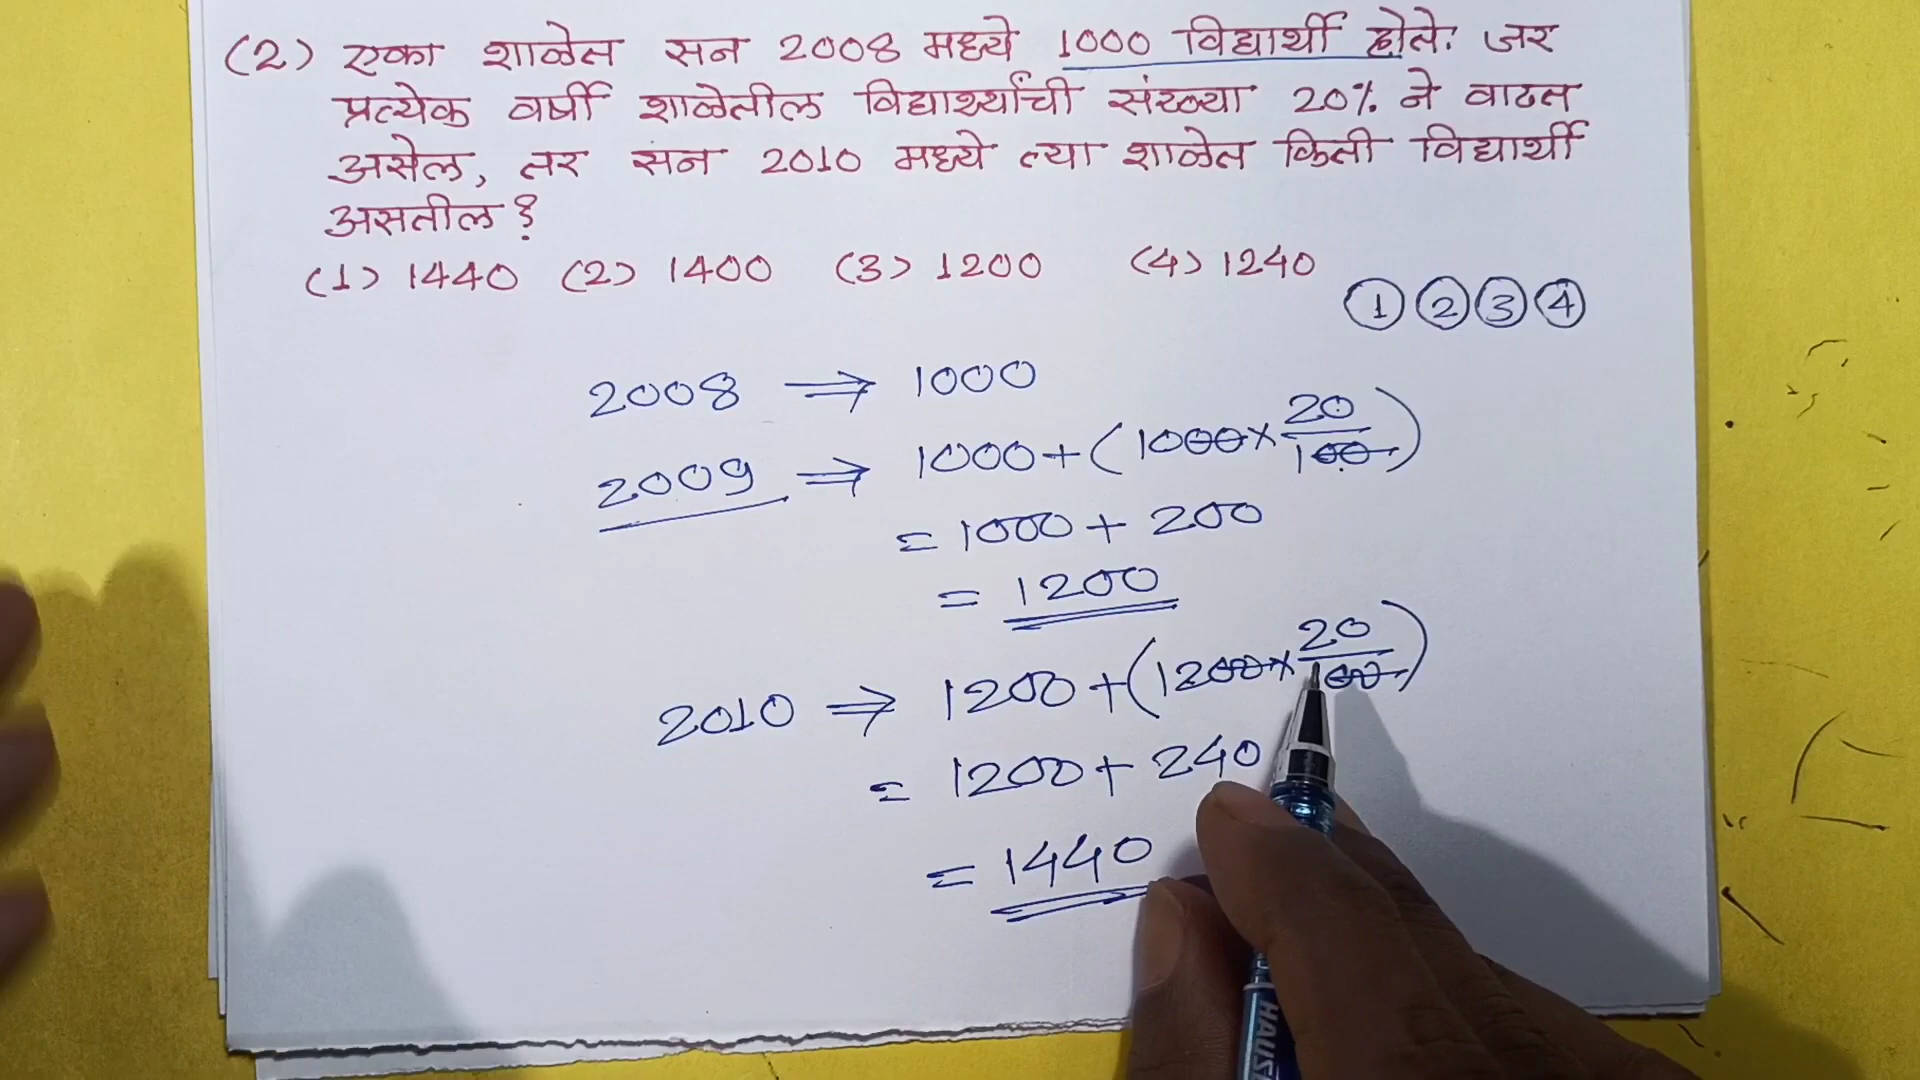 (2) एका शाळेत सन 2008 मध्ये 1000 विद्यार्थी होते. जर
प्रत्येक वर्षी शाळेतील विद्यार्थ्यांची संख्या 20% ने वाढत
असेल, तर सन 2010 मध्ये त्या शाळेत किती विद्यार्थी
असतील ?
(1) 1440 (2) 1400 (3) 1200 (4) 1240
① ② ③ ④
2008 ⇒ 1000
2009 ⇒ 1000 + (1000 × 20/100)
= 1000 + 200
= 1200
2010 ⇒ 1200 + (1200 × 20/100)
= 1200 + 240
= 1440
HAUS